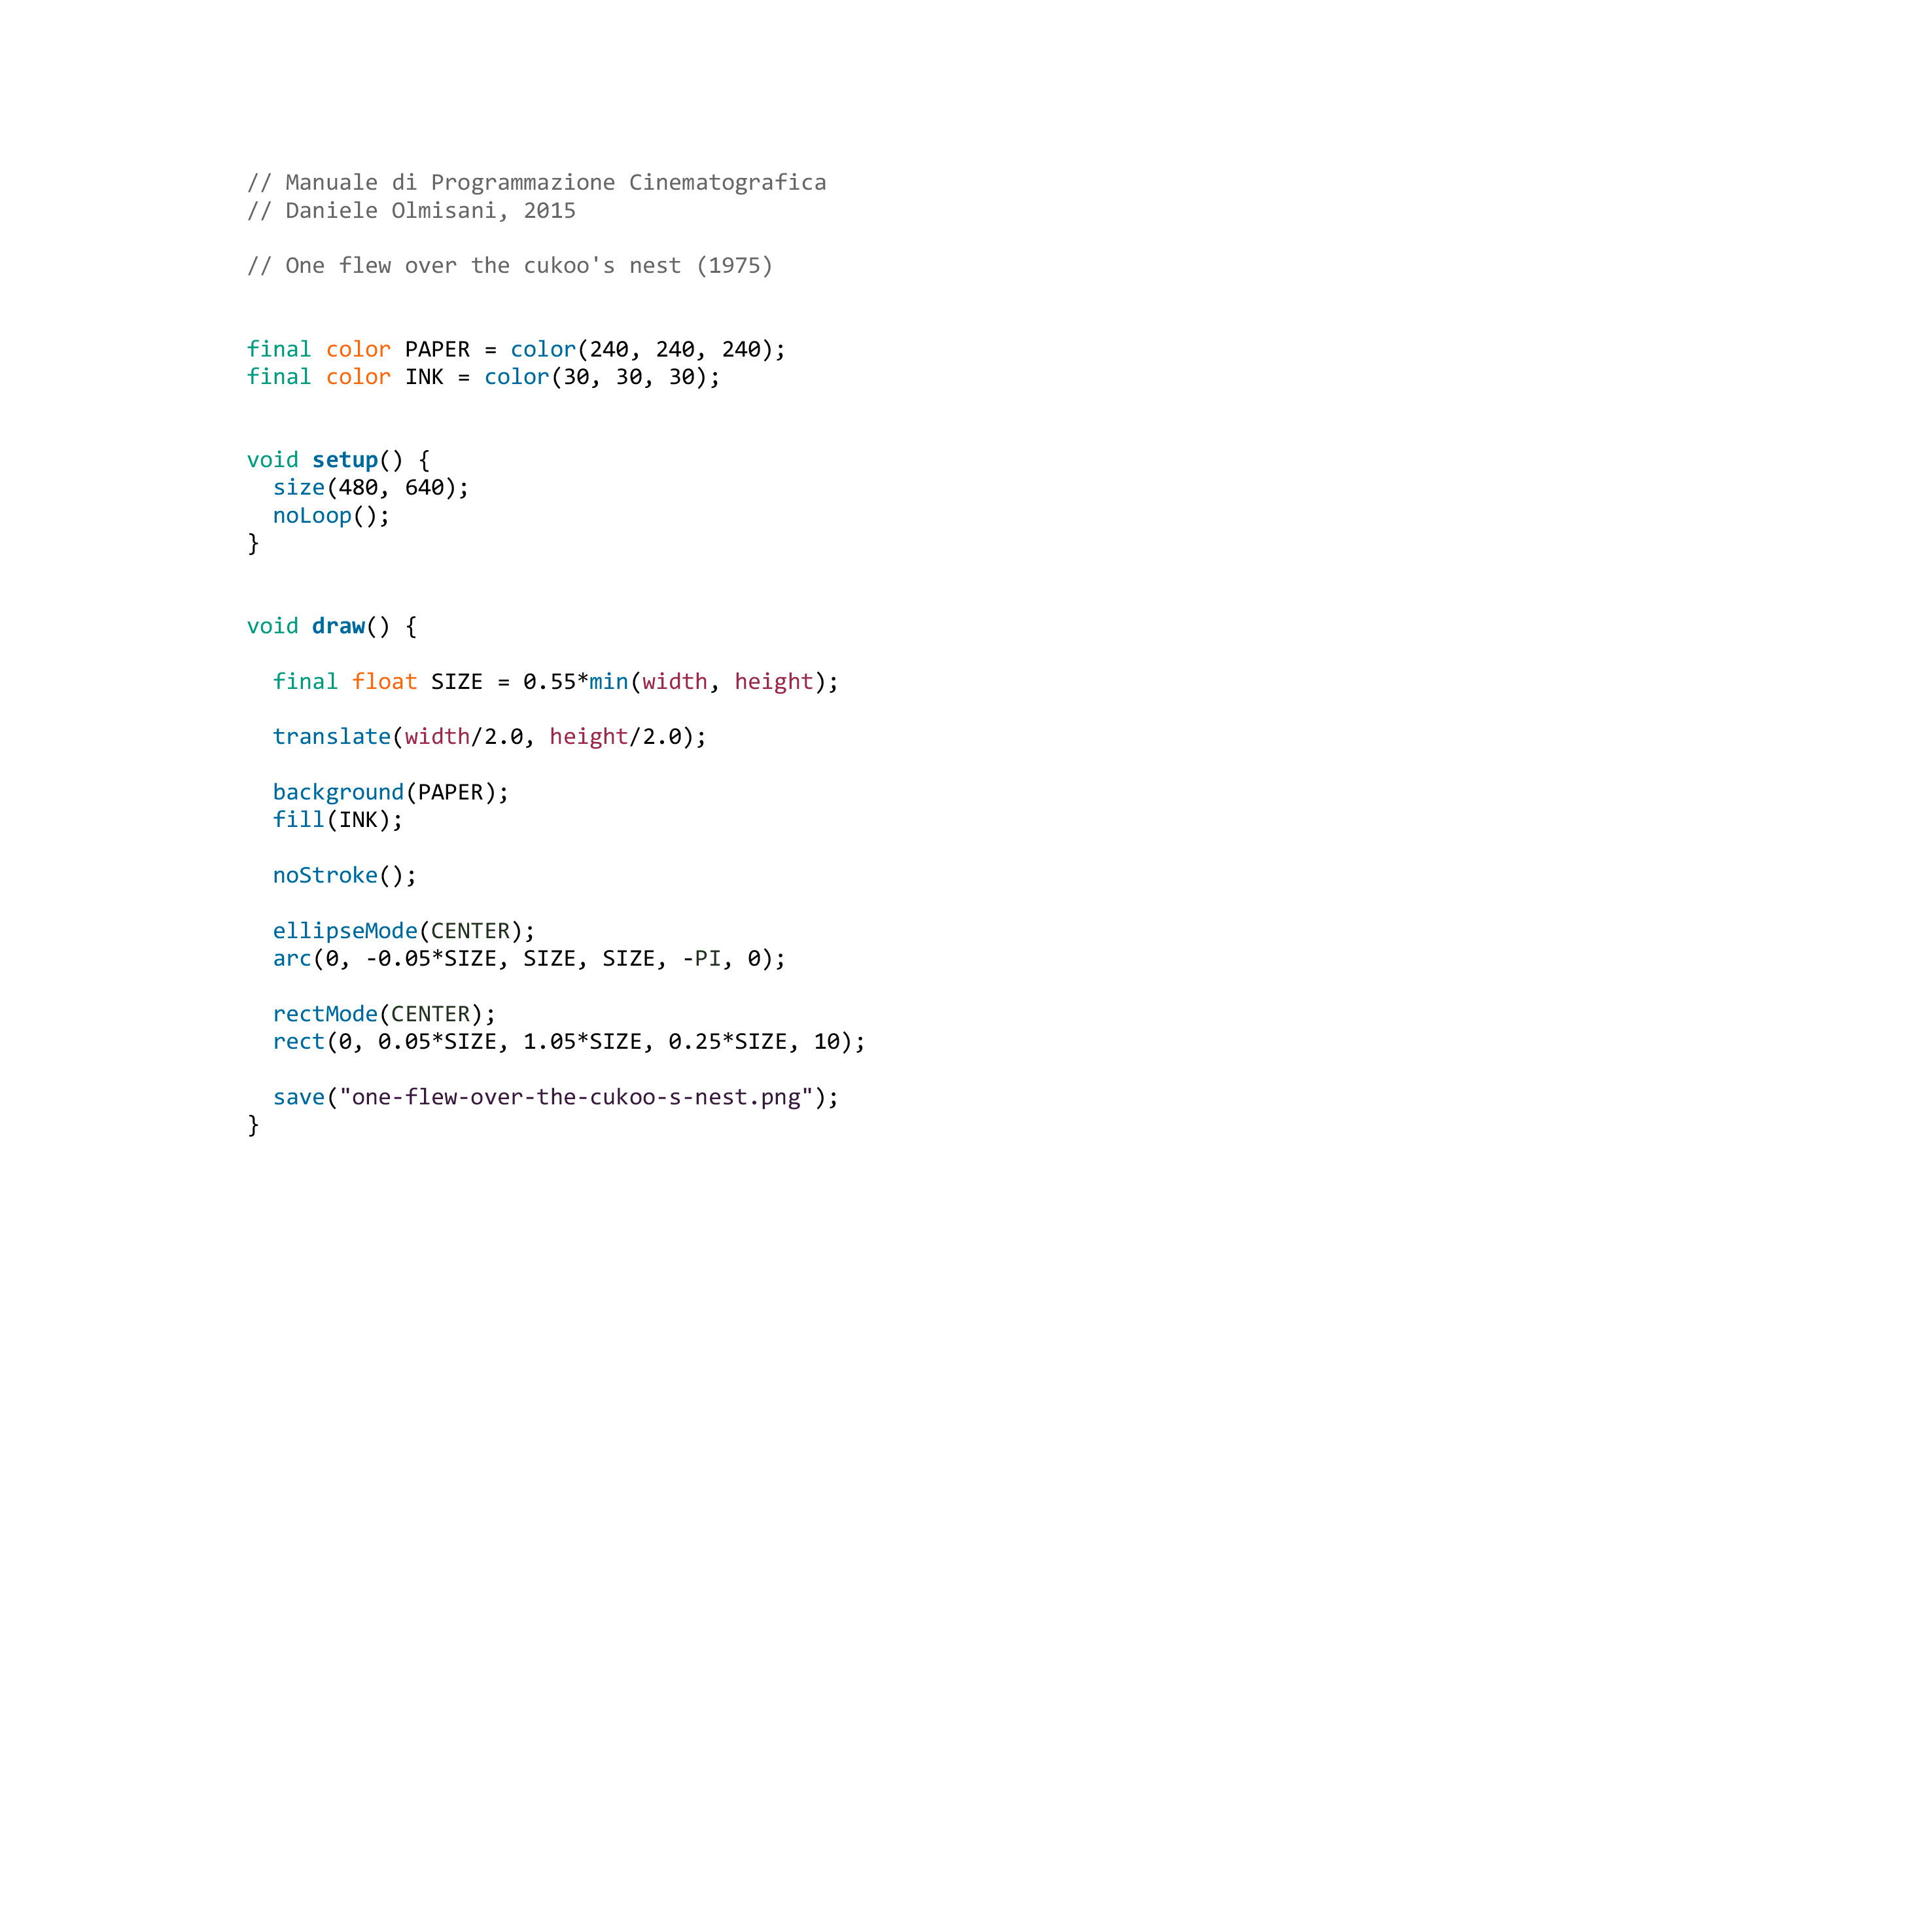 // Manuale di Programmazione Cinematografica
// Daniele Olmisani, 2015
// One flew over the cukoo's nest (1975)
final color PAPER = color(240, 240, 240);
final color INK = color(30, 30, 30);
void setup() {
  size(480, 640);
  noLoop();
}
void draw() {
  final float SIZE = 0.55*min(width, height);
  translate(width/2.0, height/2.0);
  background(PAPER);
  fill(INK);
  noStroke();
  ellipseMode(CENTER);
  arc(0, -0.05*SIZE, SIZE, SIZE, -PI, 0);
  rectMode(CENTER);
  rect(0, 0.05*SIZE, 1.05*SIZE, 0.25*SIZE, 10);
  save("one-flew-over-the-cukoo-s-nest.png");
}